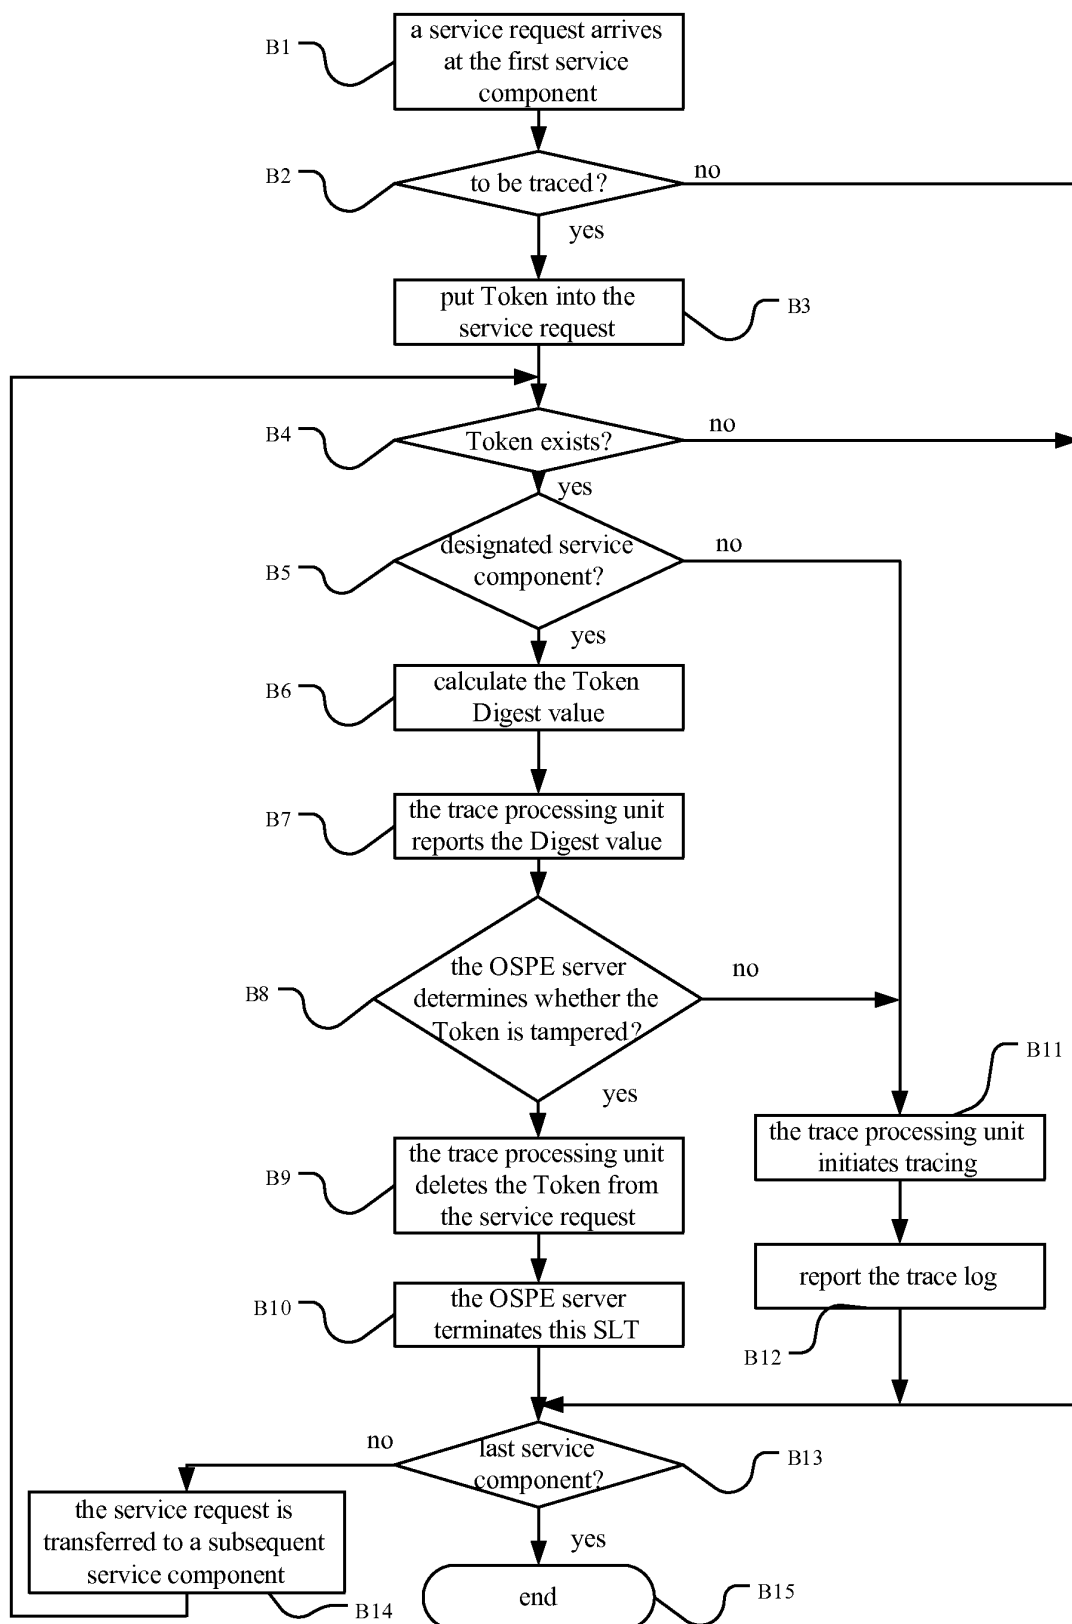 a service request arrives
at the first service
component
B1
to be traced?
no
B2
yes
put Token into the
service request
B3
Token exists?
no
B4
yes
designated service
component?
no
B5
yes
calculate the Token
Digest value
B6
the trace processing unit
reports the Digest value
B7
the OSPE server
determines whether the
Token is tampered?
no
B8
yes
B11
the trace processing unit
initiates tracing
the trace processing unit
deletes the Token from
the service request
B9
report the trace log
B12
the OSPE server
terminates this SLT
B10
last service
component?
no
B13
the service request is
transferred to a subsequent
service component
B14
yes
end
B15